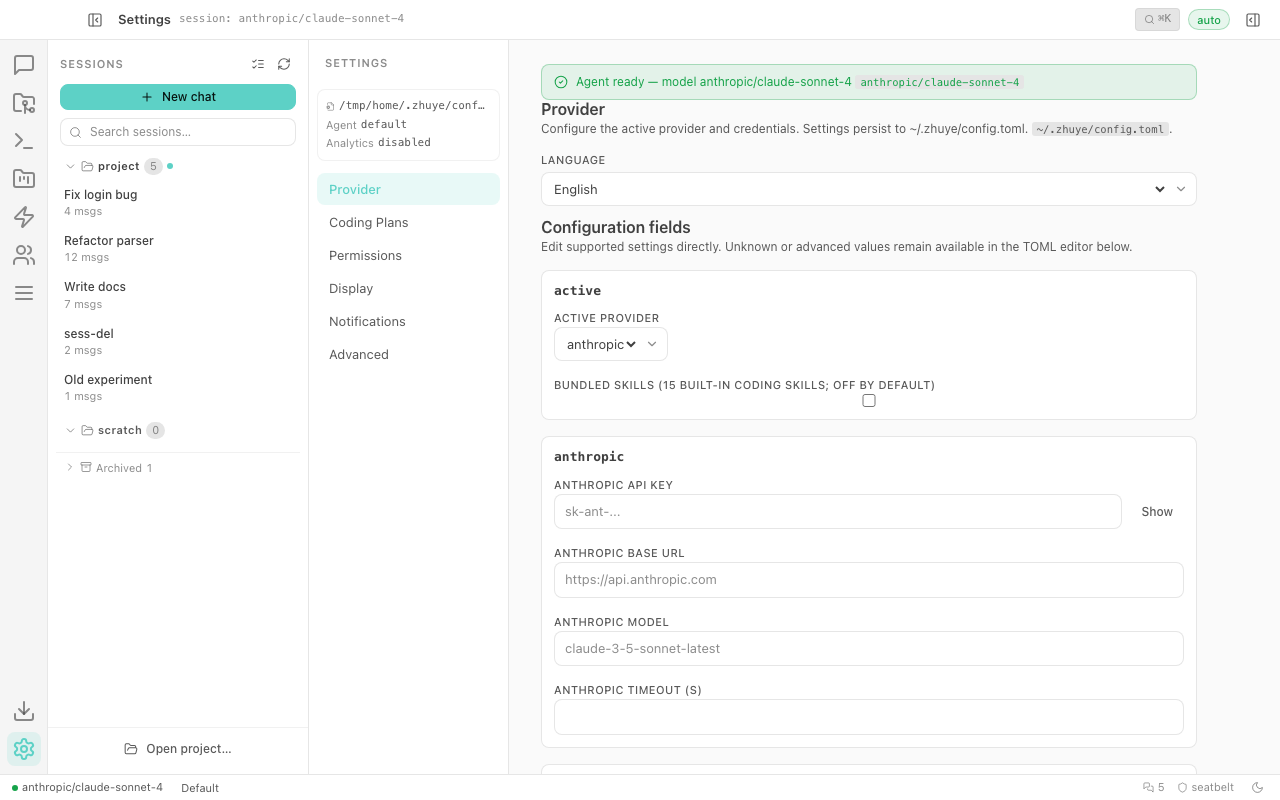 Settings session: anthropic/claude-sonnet-4
⌘K
auto
SESSIONS
New chat
Search sessions...
project 5
Fix login bug
4 msgs
Refactor parser
12 msgs
Write docs
7 msgs
sess-del
2 msgs
Old experiment
1 msgs
scratch 0
Archived 1
Open project...
SETTINGS
/tmp/home/.zhuye/conf…
Agent default
Analytics disabled
Provider
Coding Plans
Permissions
Display
Notifications
Advanced
Agent ready — model anthropic/claude-sonnet-4 anthropic/claude-sonnet-4
Provider
Configure the active provider and credentials. Settings persist to ~/.zhuye/config.toml. ~/.zhuye/config.toml.
LANGUAGE
English
Configuration fields
Edit supported settings directly. Unknown or advanced values remain available in the TOML editor below.
active
ACTIVE PROVIDER
anthropic
BUNDLED SKILLS (15 BUILT-IN CODING SKILLS; OFF BY DEFAULT)
anthropic
ANTHROPIC API KEY
sk-ant-...
Show
ANTHROPIC BASE URL
https://api.anthropic.com
ANTHROPIC MODEL
claude-3-5-sonnet-latest
ANTHROPIC TIMEOUT (S)
anthropic/claude-sonnet-4 Default
5 seatbelt